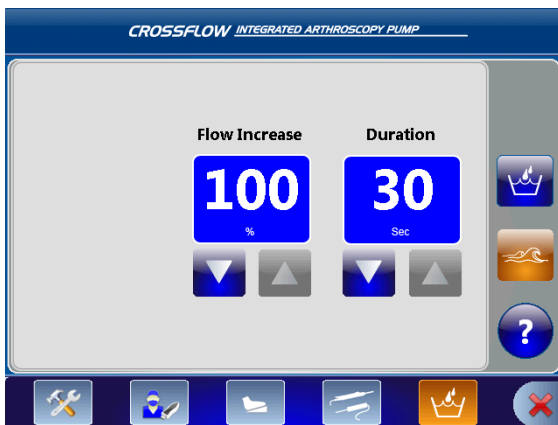 CROSSFLOW INTEGRATED ARTHROSCOPY PUMP
Flow Increase Duration
100 30
% Sec
?